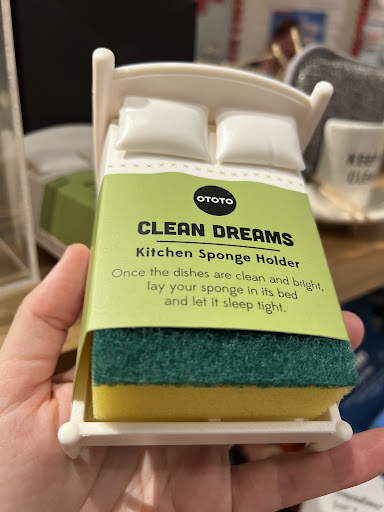 OTOTO
CLEAN DREAMS
Kitchen Sponge Holder
Once the dishes are clean and bright,
lay your sponge in its bed
and let it sleep tight.